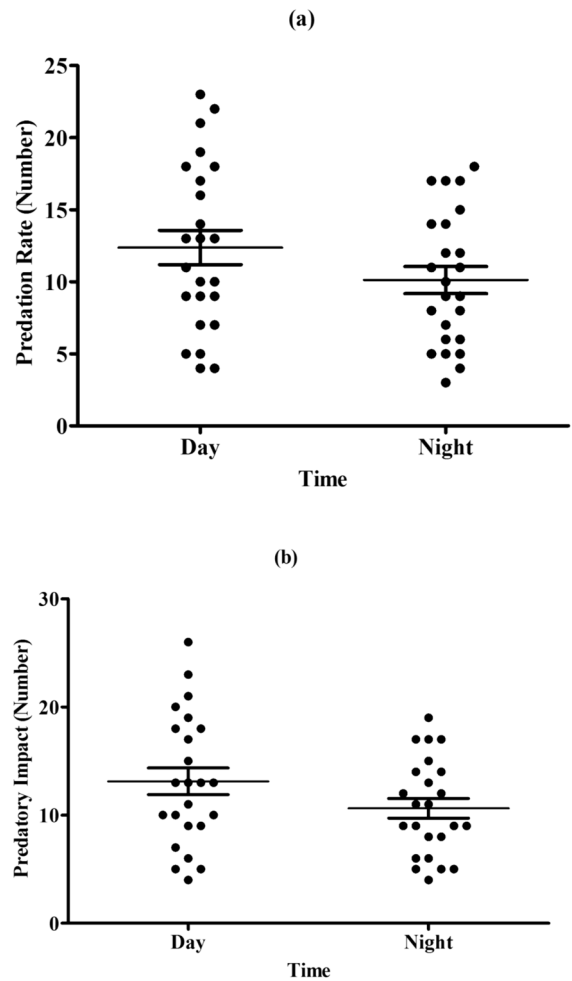 (a)
Predation Rate (Number)
25
20
15
10
5
0
Day Night
Time
(b)
Predatory Impact (Number)
30
20
10
0
Day Night
Time